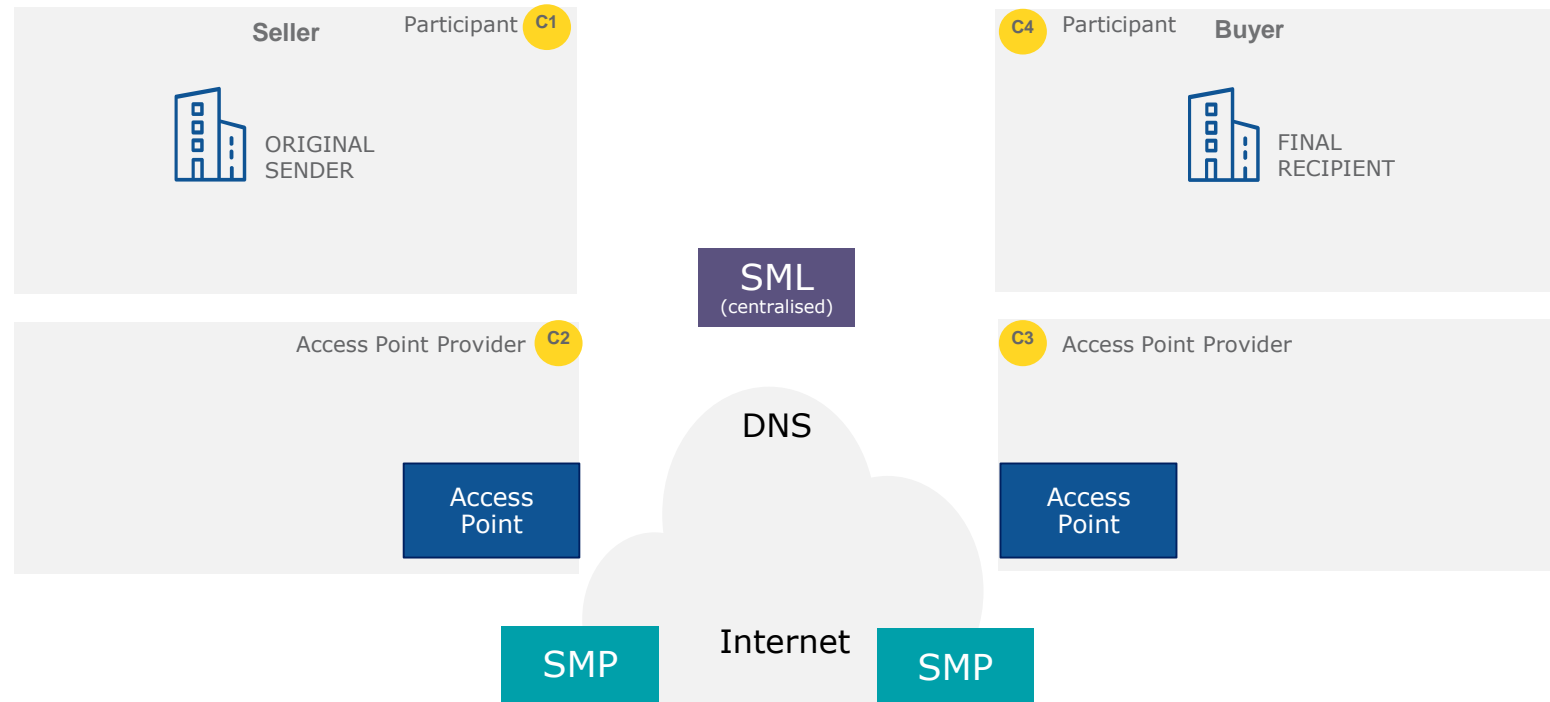 Seller
Participant
C1
ORIGINAL
SENDER
C4
Participant
Buyer
FINAL
RECIPIENT
SML
(centralised)
Access Point Provider
C2
Access
Point
C3
Access Point Provider
Access
Point
DNS
Internet
SMP
SMP